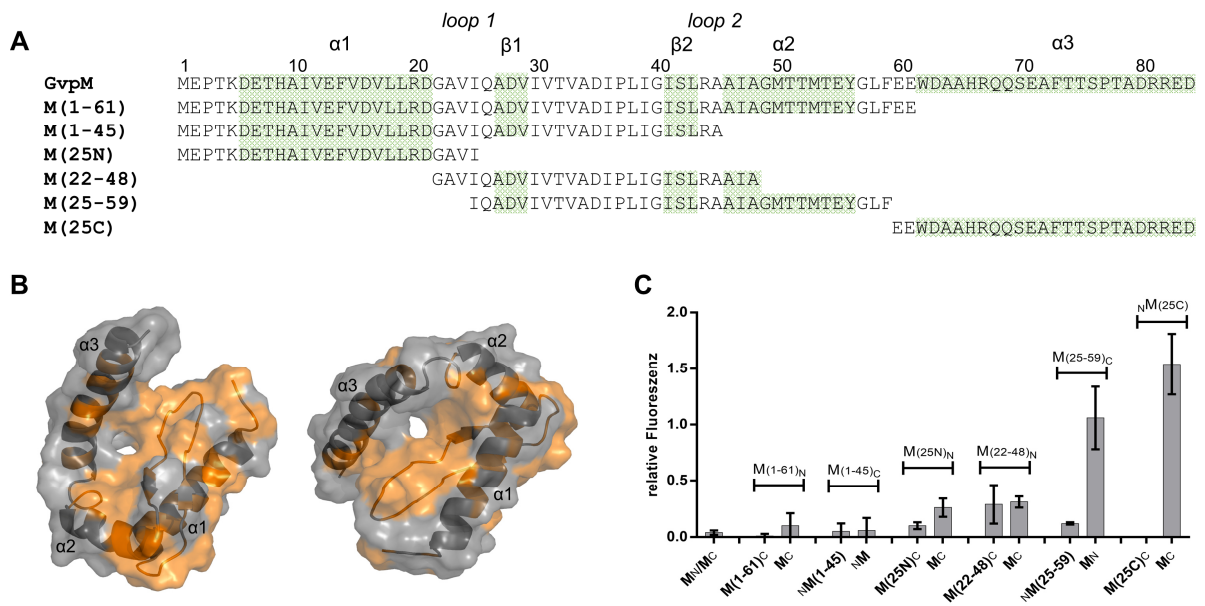 A
loop 1 loop 2
α1 β1 β2 α2 α3
1 10 20 30 40 50 60 70 80
GvpM MEPTKDETHAIVEFVDVLLRDGAVIQADVIVTVADIPLIGISLRAAIAGMTTMTEYGLFEEWDAAHRQQSEAFTTSPTADRRED
M(1-61) MEPTKDETHAIVEFVDVLLRDGAVIQADVIVTVADIPLIGISLRAAIAGMTTMTEYGLFEE
M(1-45) MEPTKDETHAIVEFVDVLLRDGAVIQADVIVTVADIPLIGISLRA
M(25N) MEPTKDETHAIVEFVDVLLRDGAVI
M(22-48) GAVIQADVIVTVADIPLIGISLRAAIA
M(25-59) IQADVIVTVADIPLIGISLRAAIAGMTTMTEYGLF
M(25C) EEWDAAHRQQSEAFTTSPTADRRED
B
α3
α2
α1
α2
α3
α1
C
relative Fluoreszenz
2.0
1.5
1.0
0.5
0.0
M(1-61)N
M(1-45)C
M(25N)N
M(22-48)N
M(25-59)C
NM(25C)
MN/MC
M(1-61)C
MC
NM(1-45)
NM
M(25N)C
MC
M(22-48)C
MC
NM(25-59)
MN
M(25C)C
MC